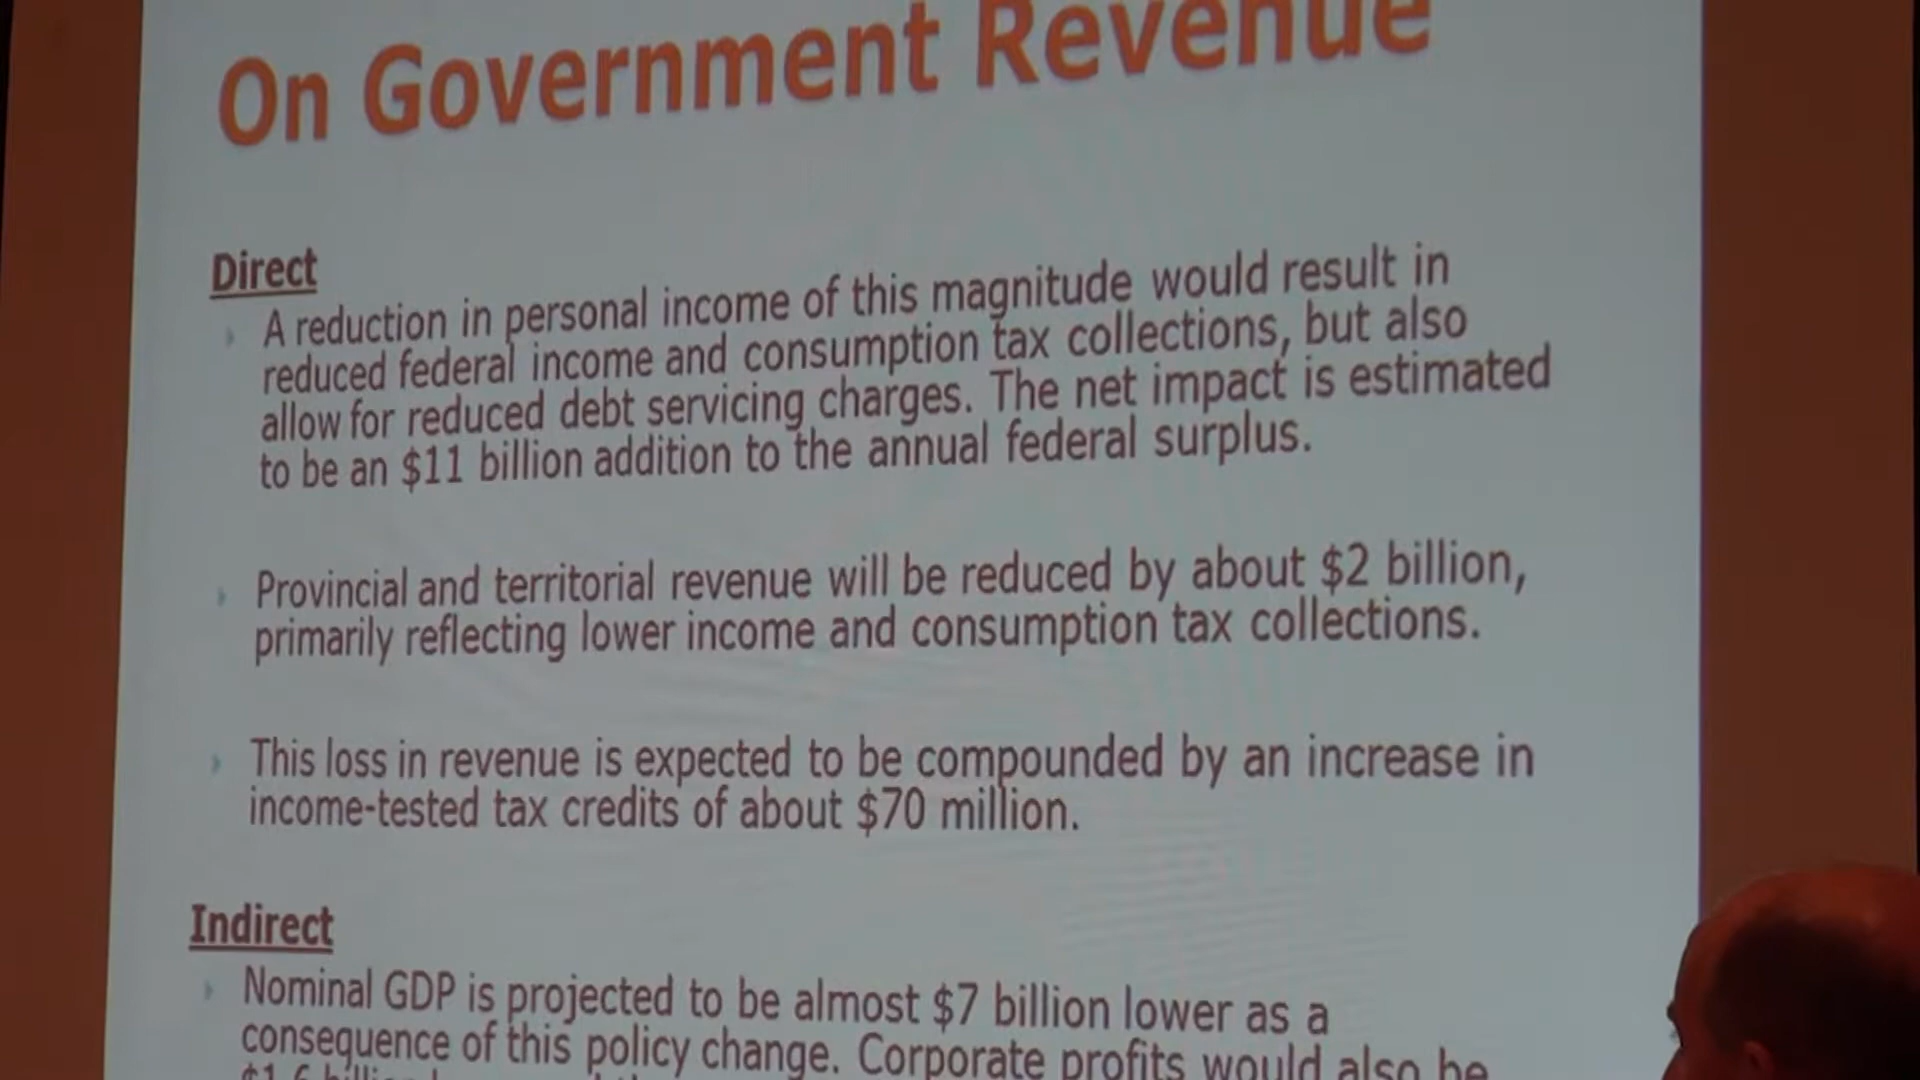 On Government Revenue
Direct
A reduction in personal income of this magnitude would result in
reduced federal income and consumption tax collections, but also
allow for reduced debt servicing charges. The net impact is estimated
to be an $11 billion addition to the annual federal surplus.
Provincial and territorial revenue will be reduced by about $2 billion,
primarily reflecting lower income and consumption tax collections.
This loss in revenue is expected to be compounded by an increase in
income-tested tax credits of about $70 million.
Indirect
Nominal GDP is projected to be almost $7 billion lower as a
consequence of this policy change. Corporate profits would also be
$1.6 billion